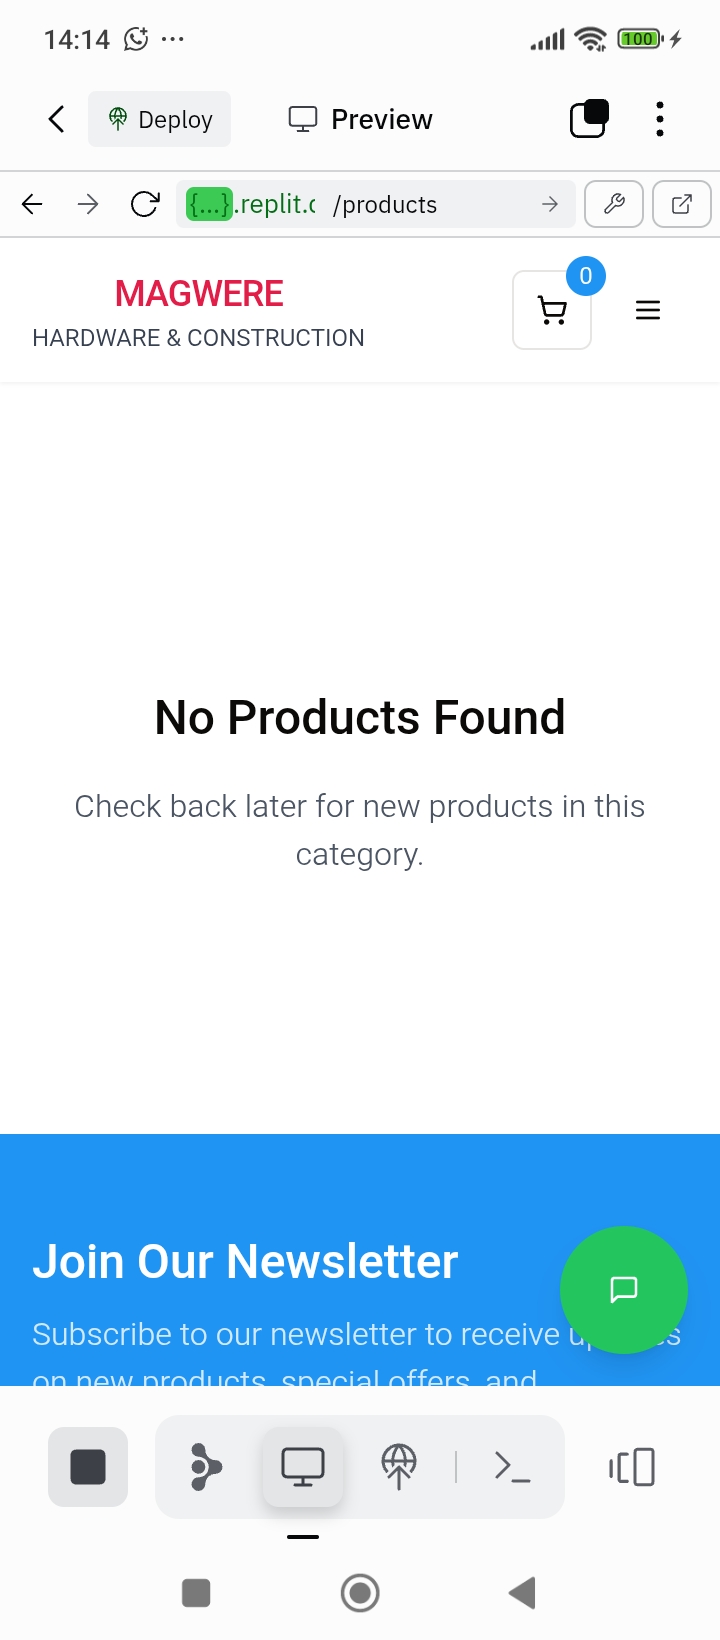 14:14
100
Deploy
Preview
{...}.replit.c /products
MAGWERE
HARDWARE & CONSTRUCTION
0
No Products Found
Check back later for new products in this
category.
Join Our Newsletter
Subscribe to our newsletter to receive
on new products, special offers, and